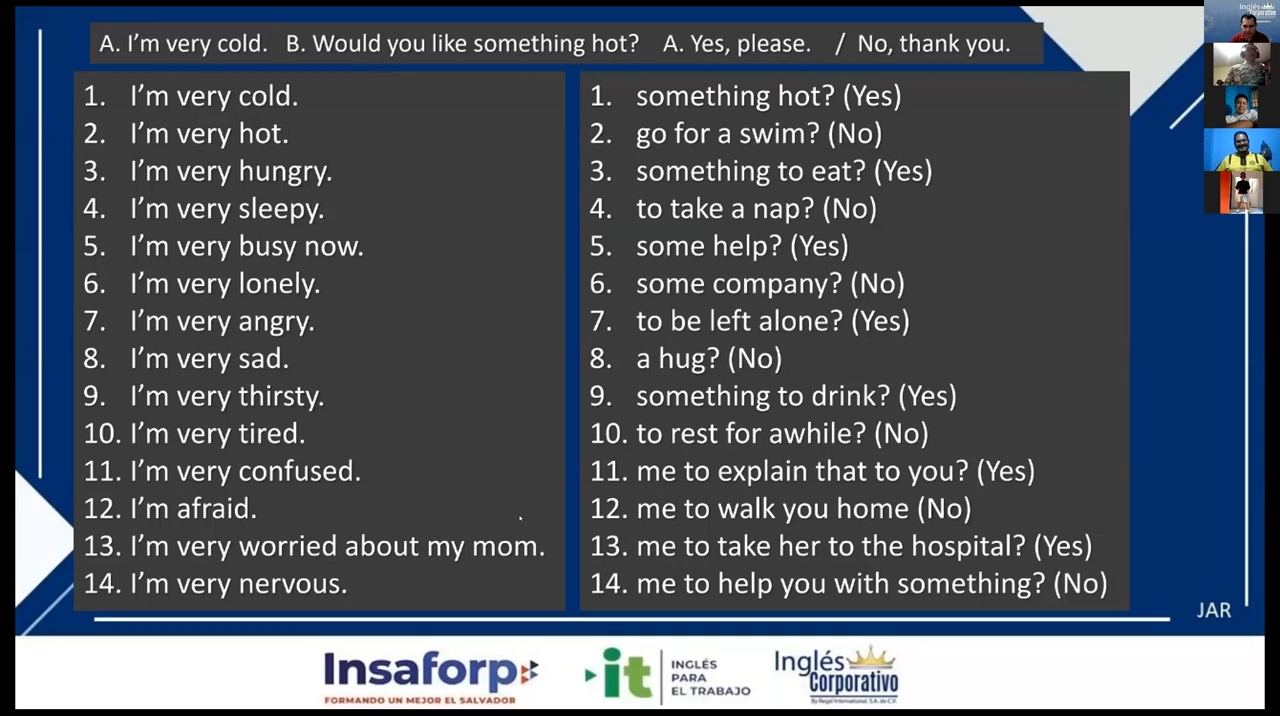 A. I'm very cold. B. Would you like something hot? A. Yes, please. / No, thank you.
1. I'm very cold.
2. I'm very hot.
3. I'm very hungry.
4. I'm very sleepy.
5. I'm very busy now.
6. I'm very lonely.
7. I'm very angry.
8. I'm very sad.
9. I'm very thirsty.
10. I'm very tired.
11. I'm very confused.
12. I'm afraid.
13. I'm very worried about my mom.
14. I'm very nervous.
1. something hot? (Yes)
2. go for a swim? (No)
3. something to eat? (Yes)
4. to take a nap? (No)
5. some help? (Yes)
6. some company? (No)
7. to be left alone? (Yes)
8. a hug? (No)
9. something to drink? (Yes)
10. to rest for awhile? (No)
11. me to explain that to you? (Yes)
12. me to walk you home (No)
13. me to take her to the hospital? (Yes)
14. me to help you with something? (No)
JAR
Insaforp
FORMANDO UN MEJOR EL SALVADOR
it
INGLÉS
PARA
EL TRABAJO
Inglés
Corporativo
By Regal International, S.A. de C.V.
Inglés
Corporativo